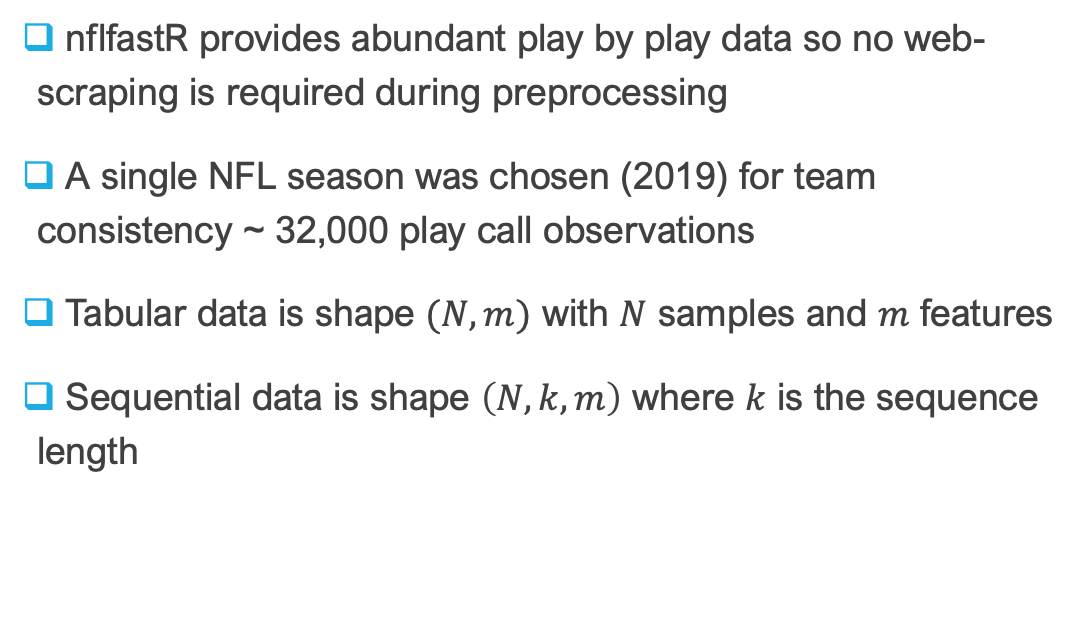 ❑ nflfastR provides abundant play by play data so no web-
scraping is required during preprocessing
❑ A single NFL season was chosen (2019) for team
consistency ~ 32,000 play call observations
❑ Tabular data is shape (N, m) with N samples and m features
❑ Sequential data is shape (N, k, m) where k is the sequence
length